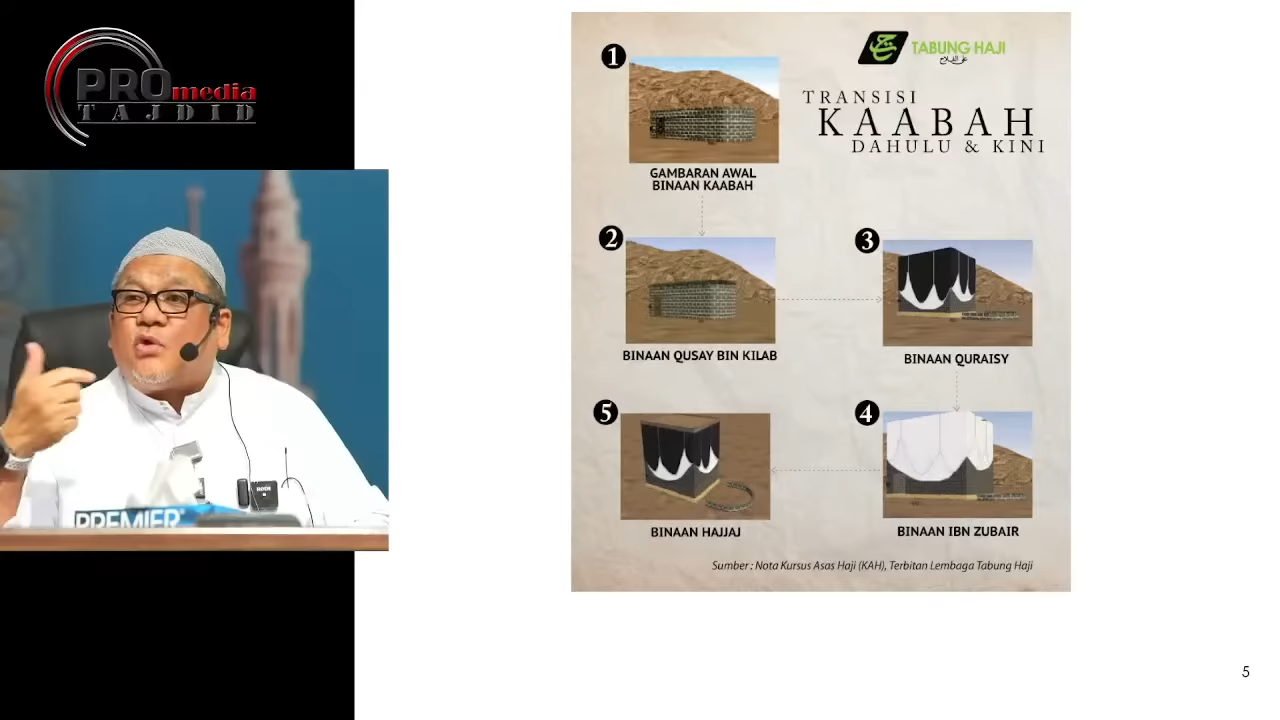 PROmedia
TAJDID
PREMIER
TABUNG HAJI
TRANSISI
KAABAH
DAHULU & KINI
1
GAMBARAN AWAL
BINAAN KAABAH
2
BINAAN QUSAY BIN KILAB
3
BINAAN QURAISY
5
BINAAN HAJJAJ
4
BINAAN IBN ZUBAIR
Sumber : Nota Kursus Asas Haji (KAH), Terbitan Lembaga Tabung Haji
5